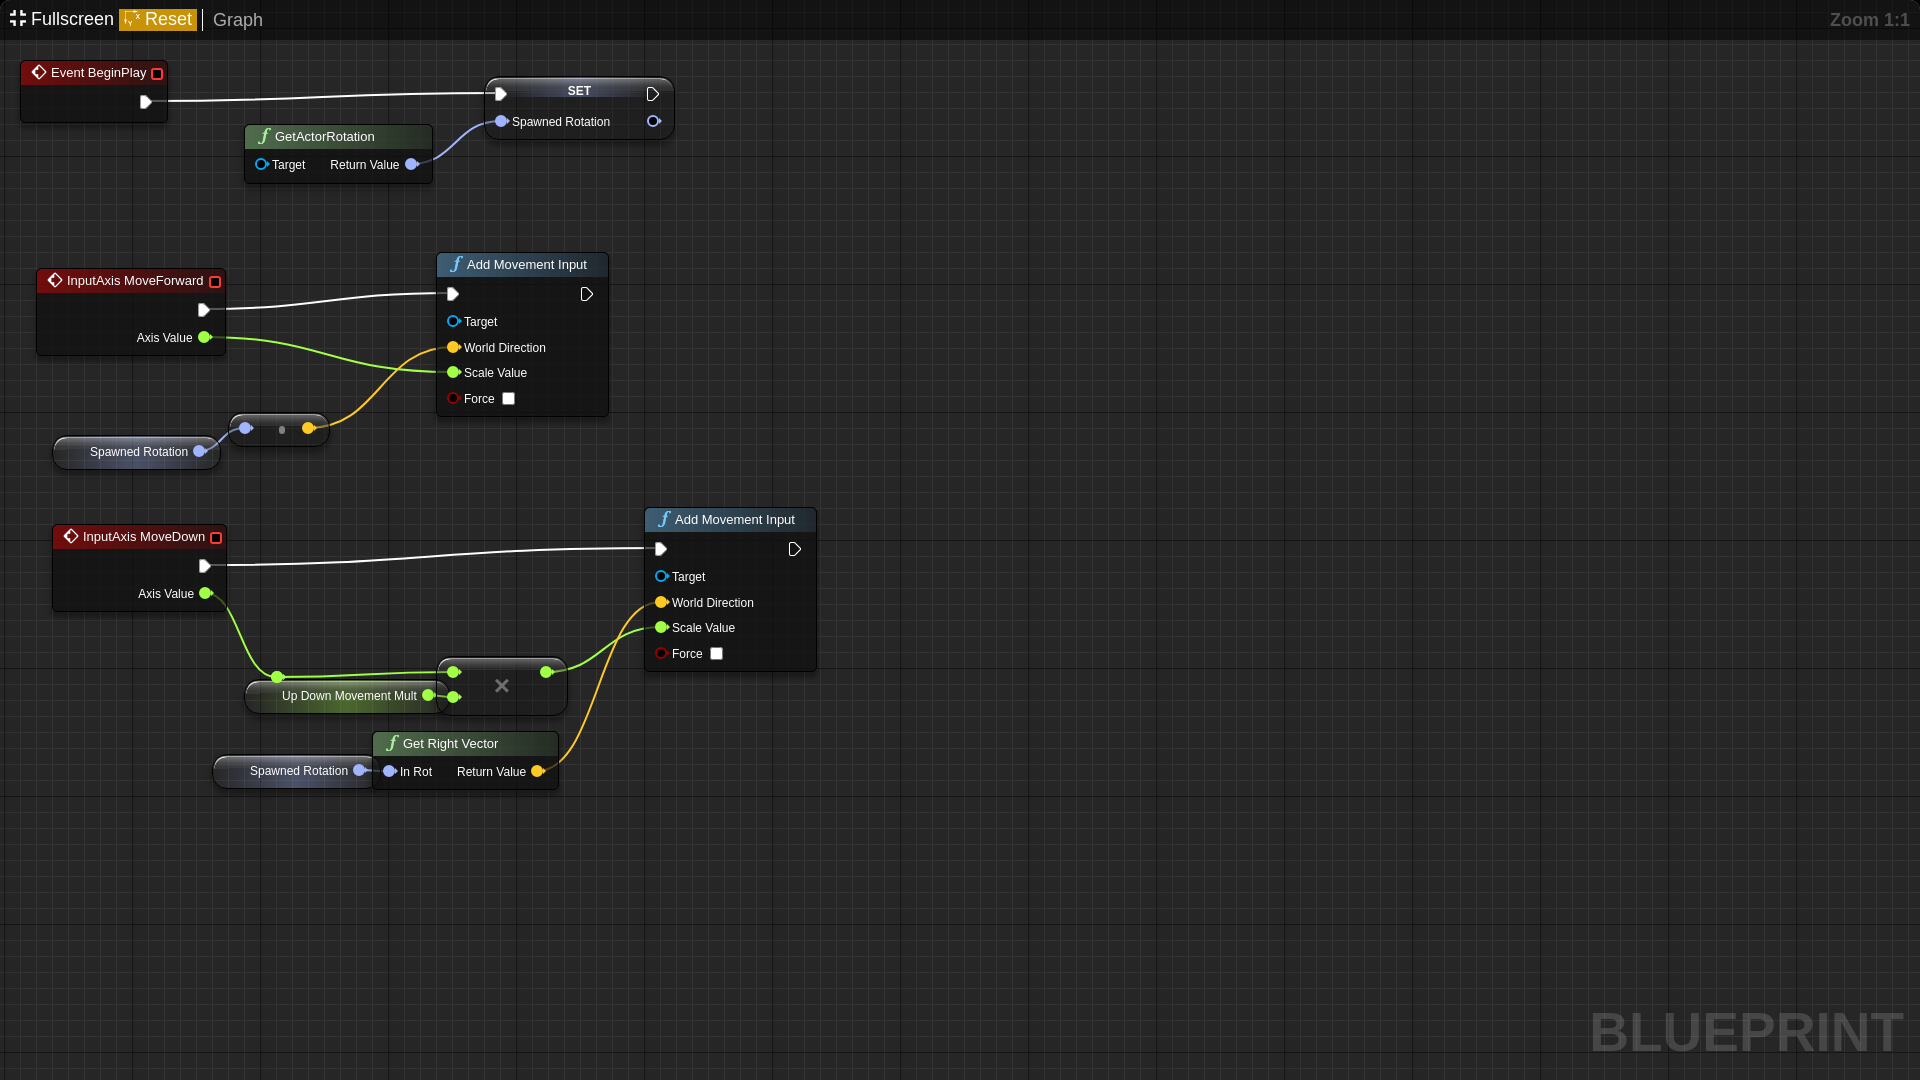 Fullscreen Reset Graph Zoom 1:1
Event BeginPlay
SET
Spawned Rotation
GetActorRotation
Target Return Value
InputAxis MoveForward
Axis Value
Add Movement Input
Target
World Direction
Scale Value
Force
Spawned Rotation
InputAxis MoveDown
Axis Value
Add Movement Input
Target
World Direction
Scale Value
Force
Up Down Movement Mult
Get Right Vector
Spawned Rotation
In Rot Return Value
BLUEPRINT